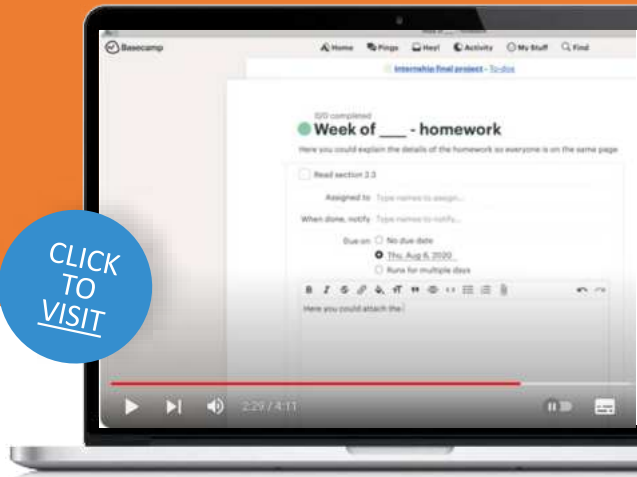 Basecamp
Home Pings Hey! Activity My Stuff Find
Internship final project - To-dos
0/0 completed
Week of ___ - homework
Here you could explain the details of the homework so everyone is on the same page
Read section 2.3
Assigned to Type names to assign...
When done, notify Type names to notify...
Due on No due date
Thu, Aug 6, 2020
Runs for multiple days
B I S
Here you could attach the
CLICK
TO
VISIT
2:29 / 4:11